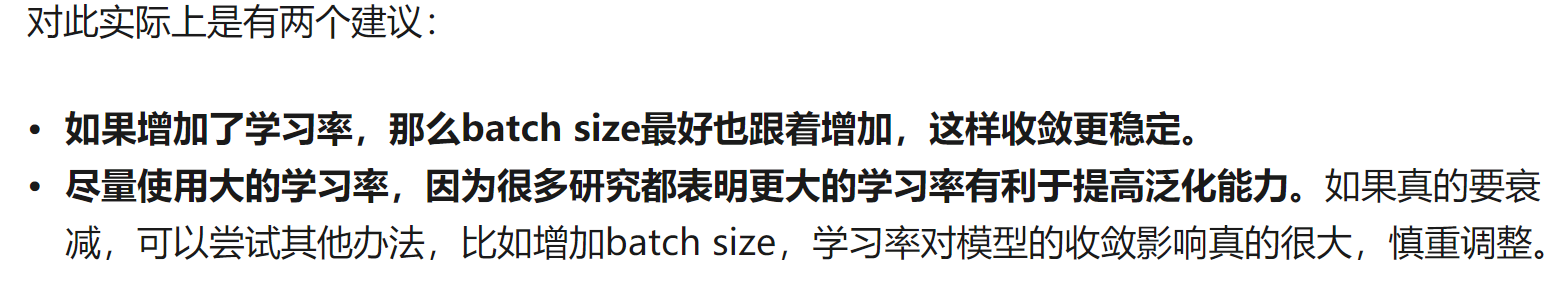 对此实际上是有两个建议：
• 如果增加了学习率，那么batch size最好也跟着增加，这样收敛更稳定。
• 尽量使用大的学习率，因为很多研究都表明更大的学习率有利于提高泛化能力。如果真的要衰
减，可以尝试其他办法，比如增加batch size，学习率对模型的收敛影响真的很大，慎重调整。